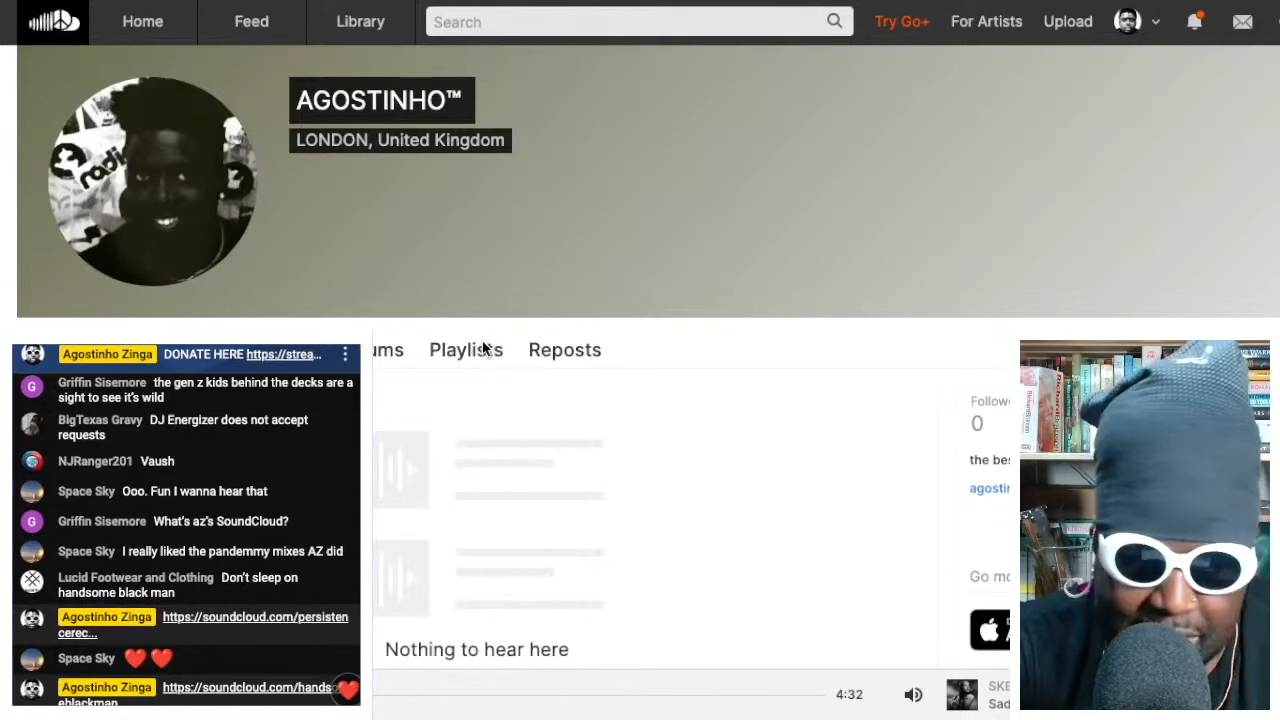 Home
Feed
Library
Search
Try Go+
For Artists
Upload
AGOSTINHO™
LONDON, United Kingdom
radio
ums
Playlists
Reposts
Agostinho Zinga DONATE HERE https://strea...
Griffin Sisemore the gen z kids behind the decks are a
sight to see it's wild
BigTexas Gravy DJ Energizer does not accept
requests
NJRanger201 Vaush
Space Sky Ooo. Fun I wanna hear that
Griffin Sisemore What's az's SoundCloud?
Space Sky I really liked the pandemmy mixes AZ did
Lucid Footwear and Clothing Don't sleep on
handsome black man
Agostinho Zinga https://soundcloud.com/persisten
cerec...
Space Sky
Agostinho Zinga https://soundcloud.com/hands
eblackman
Nothing to hear here
4:32
Followe
0
the bes
agostin
Go mo
SKE
Sad